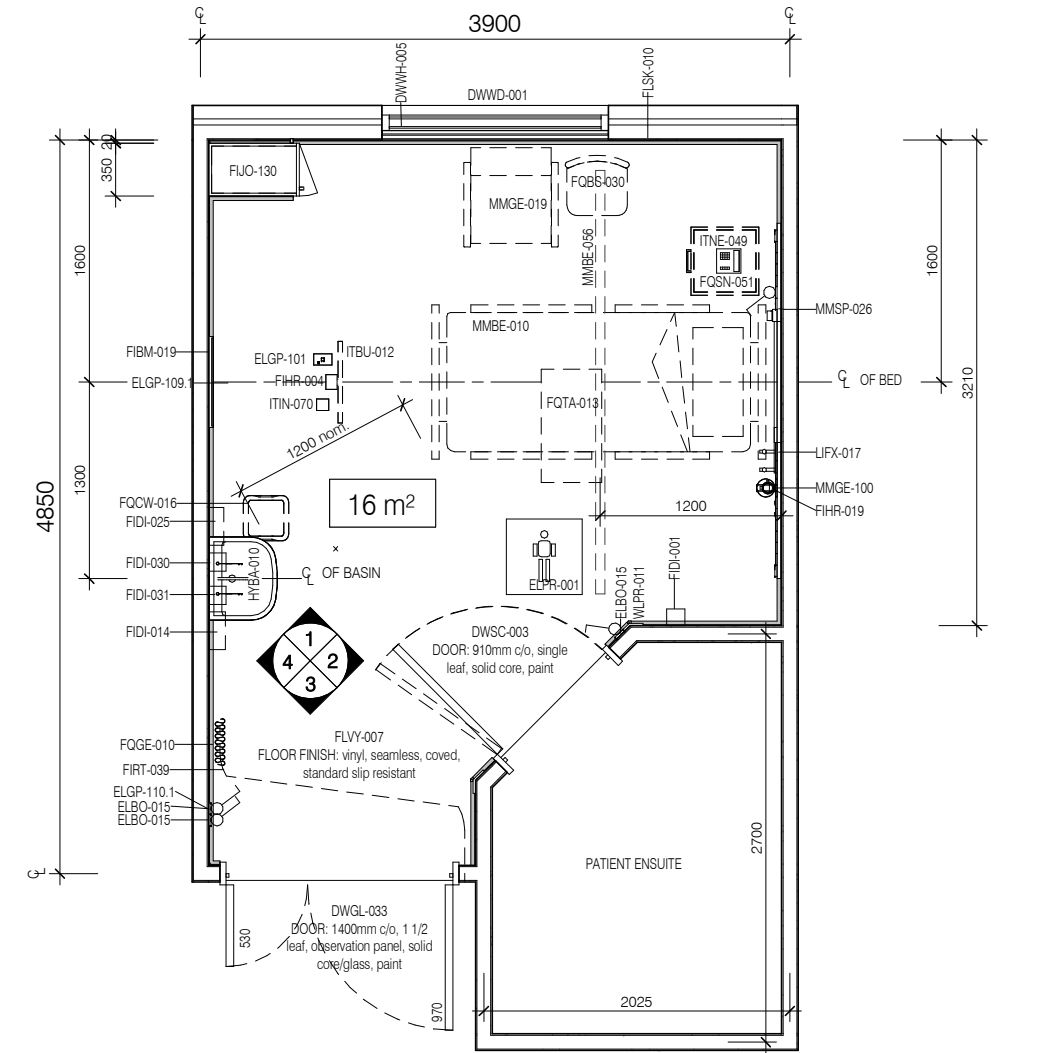 ℄
3900
℄
DWWH-005
DWWD-001
FLSK-010
20
350
FIJO-130
FQBS-030
MMGE-019
ITNE-049
MMBE-056
FQSN-051
1600
1600
MMSP-026
MMBE-010
FIBM-019
ELGP-101
ITBU-012
ELGP-109.1
FIHR-004
℄ OF BED
3210
ITIN-070
FQTA-013
1200 nom.
LIFX-017
1300
MMGE-100
FQCW-016
16 m²
1200
FIHR-019
4850
FIDI-025
×
FIDI-030
HYBA-010
℄ OF BASIN
ELPR-001
ELBO-015
WLPR-011
FIDI-001
FIDI-031
FIDI-014
1
4 2
3
DWSC-003
DOOR: 910mm c/o, single
leaf, solid core, paint
FQGE-010
FLVY-007
FLOOR FINISH: vinyl, seamless, coved,
standard slip resistant
FIRT-039
ELGP-110.1
ELBO-015
ELBO-015
2700
PATIENT ENSUITE
℄
DWGL-033
DOOR: 1400mm c/o, 1 1/2
leaf, observation panel, solid
core/glass, paint
530
970
2025